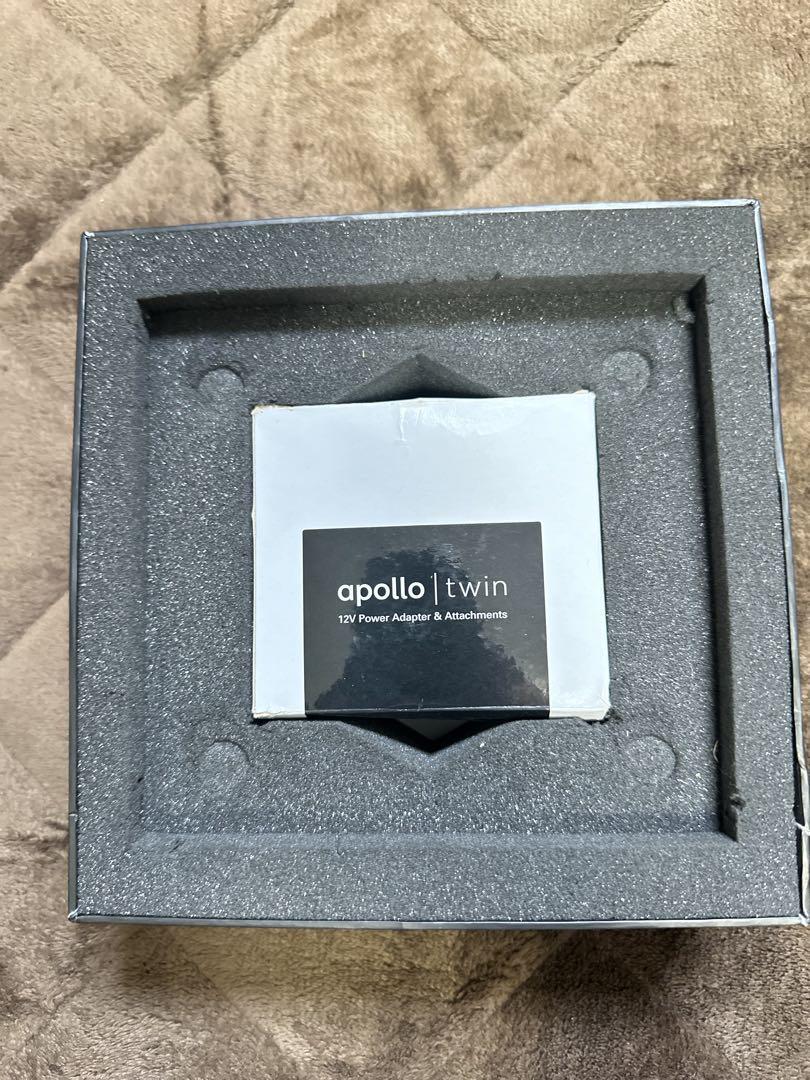 apollo | twin
12V Power Adapter & Attachments